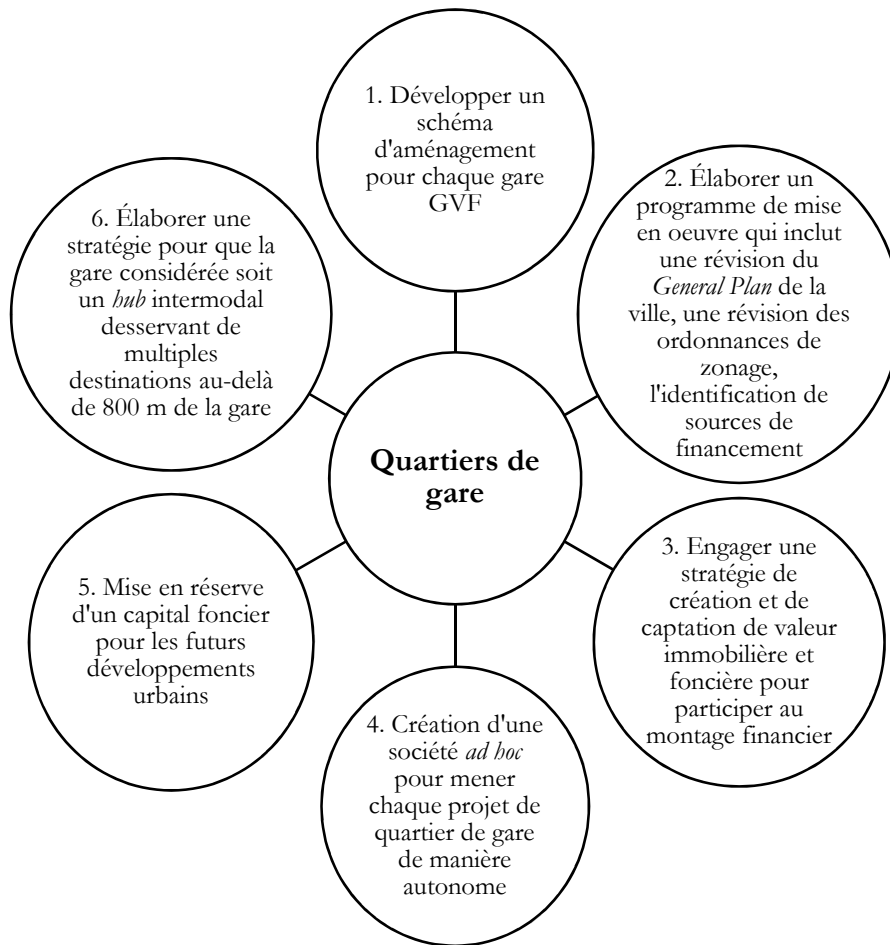 1. Développer un
schéma
d'aménagement
pour chaque gare
GVF
2. Élaborer un
programme de mise
en oeuvre qui inclut
une révision du
General Plan de la
ville, une révision des
ordonnances de
zonage,
l'identification de
sources de
financement
3. Engager une
stratégie de
création et de
captation de valeur
immobilière et
foncière pour
participer au
montage financier
4. Création d'une
société ad hoc
pour mener
chaque projet de
quartier de gare
de manière
autonome
5. Mise en réserve
d'un capital foncier
pour les futurs
développements
urbains
6. Élaborer une
stratégie pour que la
gare considérée soit
un hub intermodal
desservant de
multiples
destinations au-delà
de 800 m de la gare
Quartiers de
gare